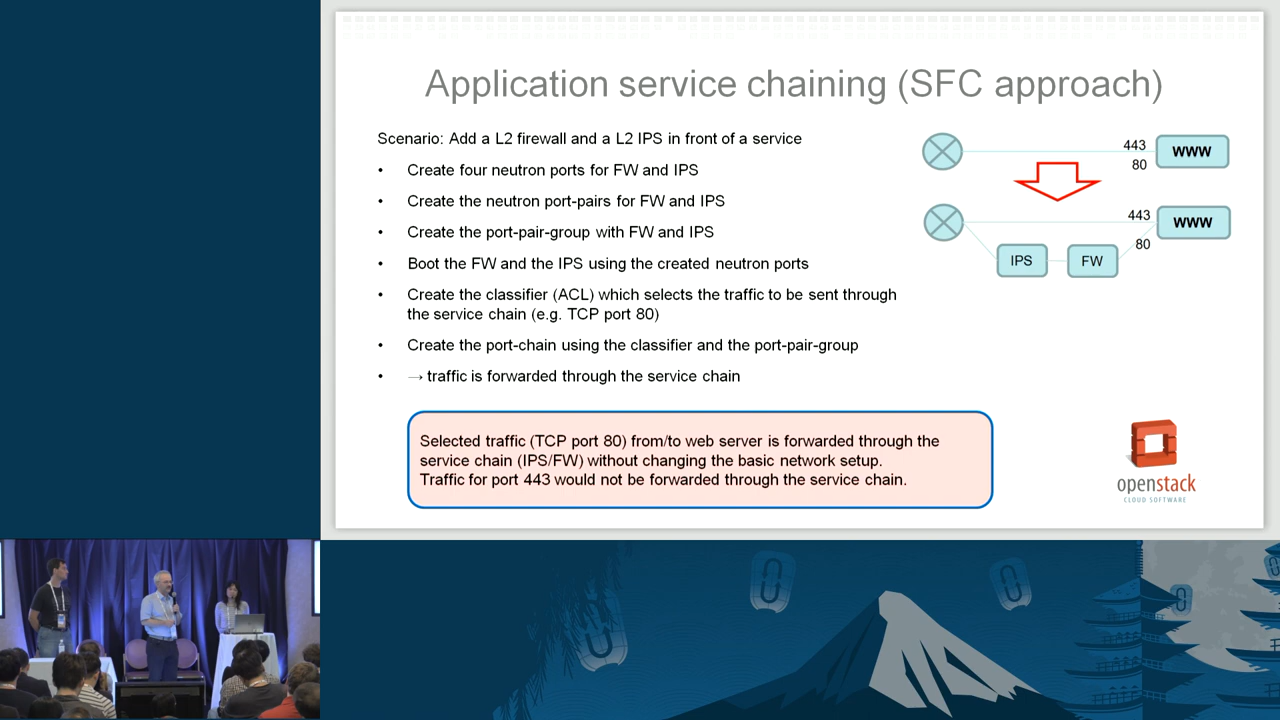 Application service chaining (SFC approach)
Scenario: Add a L2 firewall and a L2 IPS in front of a service
• Create four neutron ports for FW and IPS
• Create the neutron port-pairs for FW and IPS
• Create the port-pair-group with FW and IPS
• Boot the FW and the IPS using the created neutron ports
• Create the classifier (ACL) which selects the traffic to be sent through
the service chain (e.g. TCP port 80)
• Create the port-chain using the classifier and the port-pair-group
• → traffic is forwarded through the service chain
443
80
WWW
443
80
WWW
IPS
FW
Selected traffic (TCP port 80) from/to web server is forwarded through the
service chain (IPS/FW) without changing the basic network setup.
Traffic for port 443 would not be forwarded through the service chain.
openstack
CLOUD SOFTWARE